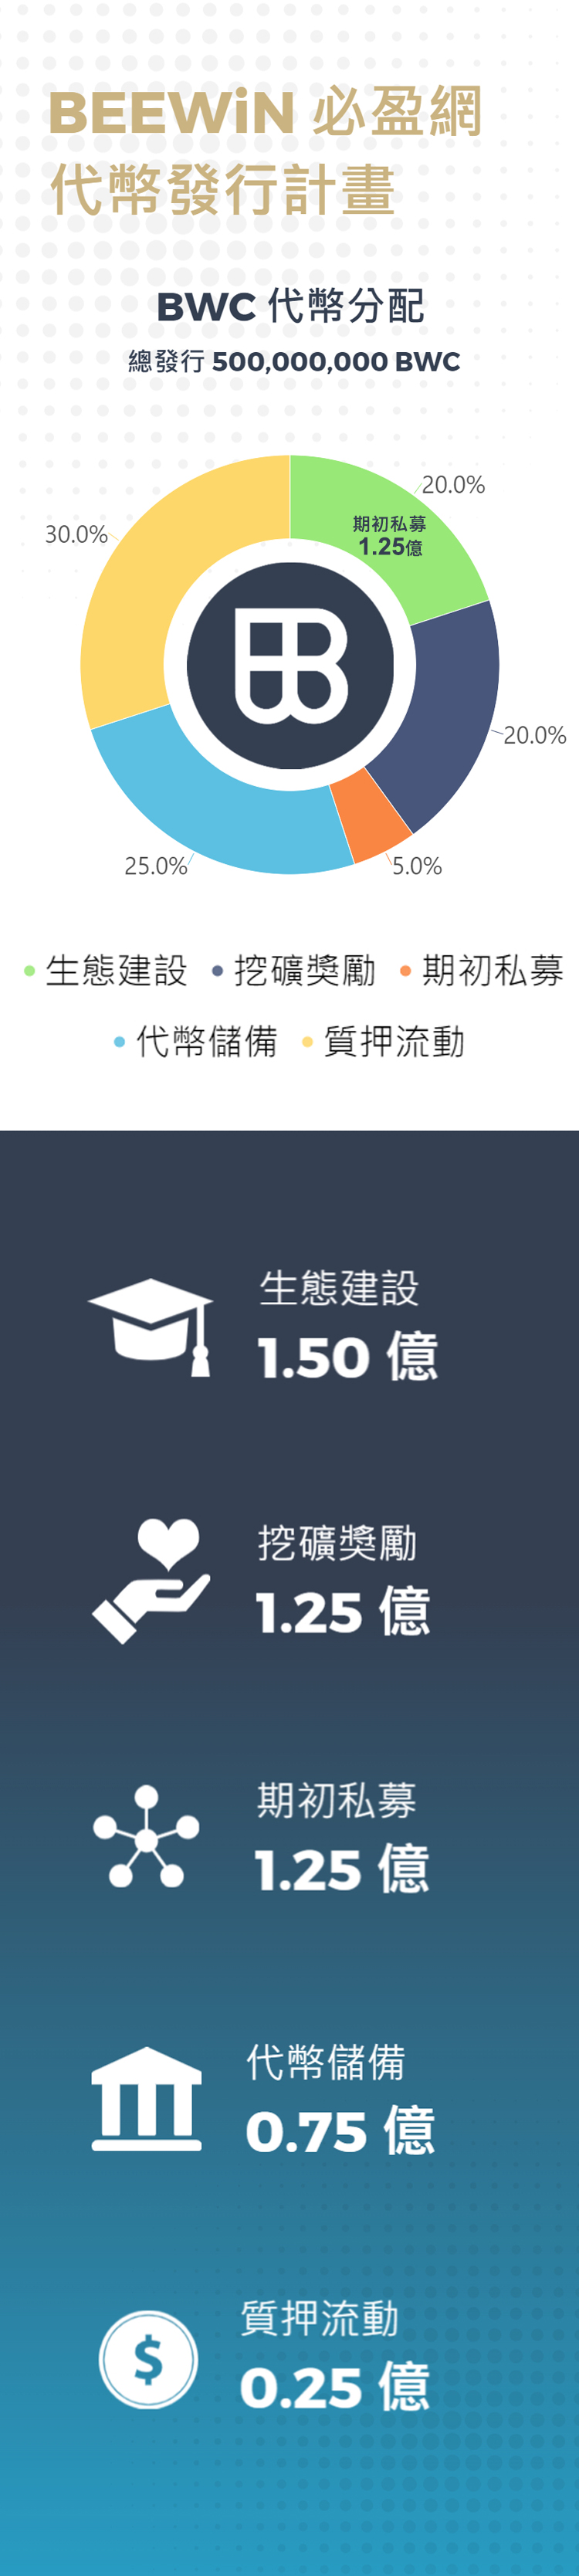 BEEWiN 必盈網
代幣發行計畫
BWC 代幣分配
總發行 500,000,000 BWC
20.0%
30.0%
期初私募
1.25億
20.0%
25.0%
5.0%
生態建設 挖礦獎勵 期初私募
代幣儲備 質押流動
生態建設
1.50 億
挖礦獎勵
1.25 億
期初私募
1.25 億
代幣儲備
0.75 億
質押流動
0.25 億